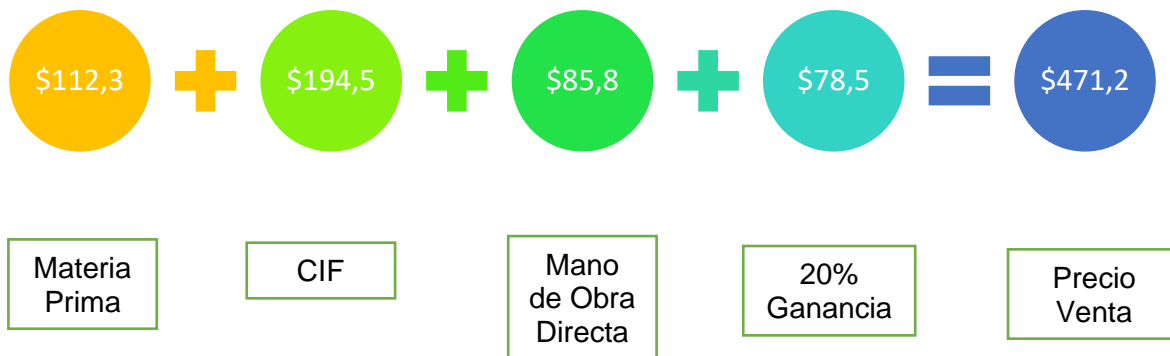 $112,3
$194,5
$85,8
$78,5
$471,2
Materia
Prima
CIF
Mano
de Obra
Directa
20%
Ganancia
Precio
Venta